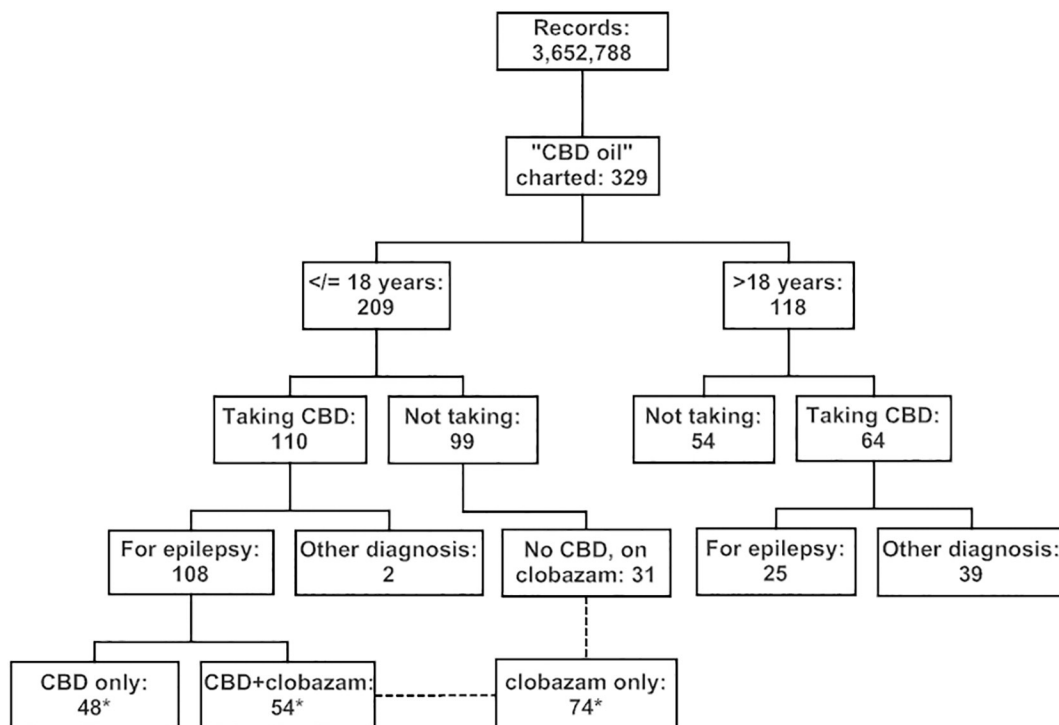 Records:
3,652,788
"CBD oil"
charted: 329
</= 18 years:
209
>18 years:
118
Taking CBD:
110
Not taking:
99
Not taking:
54
Taking CBD:
64
For epilepsy:
108
Other diagnosis:
2
No CBD, on
clobazam: 31
For epilepsy:
25
Other diagnosis:
39
CBD only:
48*
CBD+clobazam:
54*
clobazam only:
74*